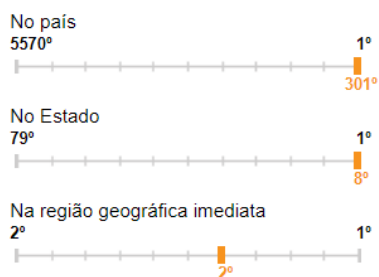 No país
5570º 1º
301º
No Estado
79º 1º
8º
Na região geográfica imediata
2º 1º
2º